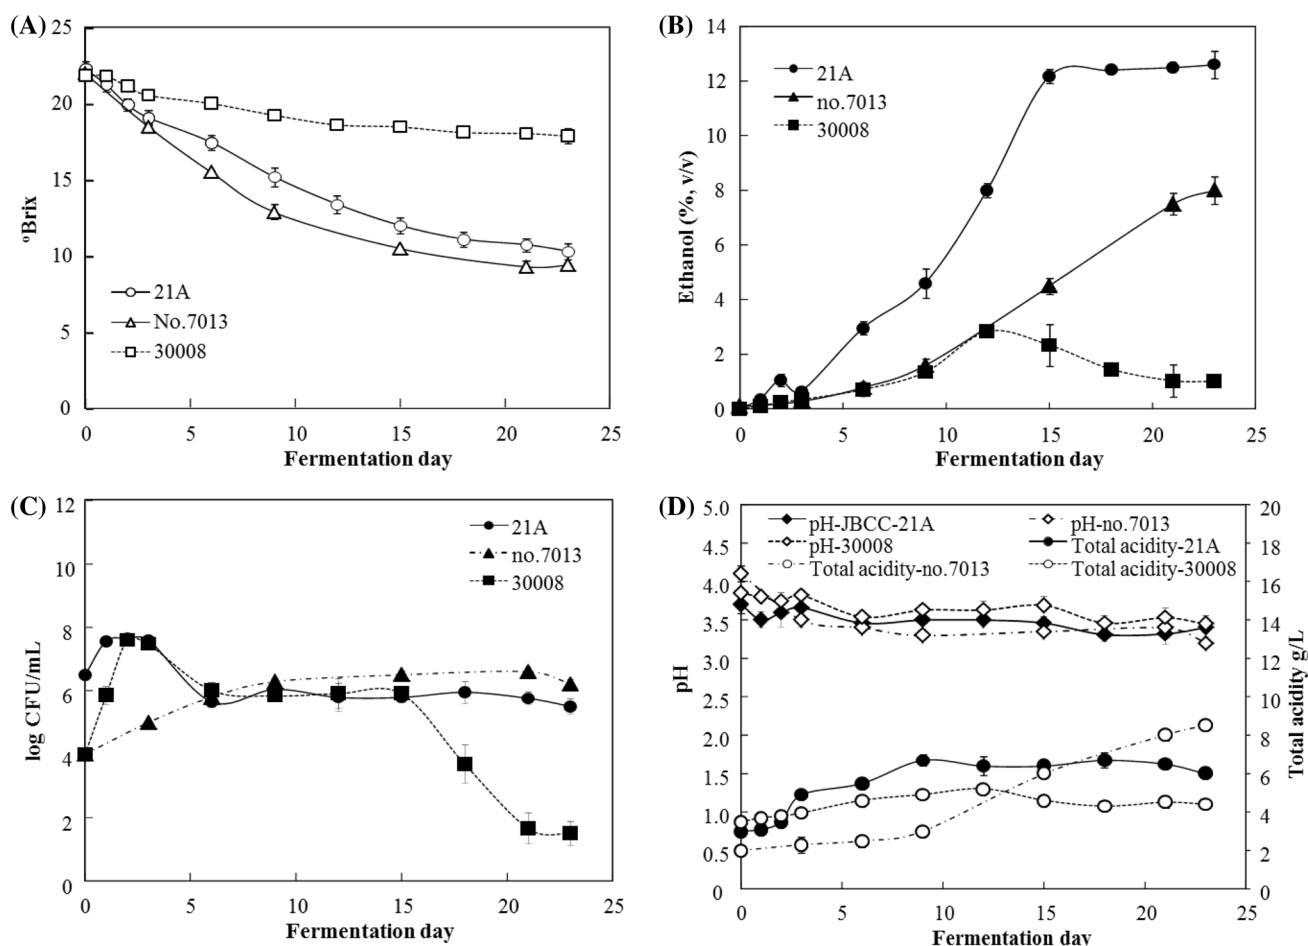 (A)
25
20
15
10
5
0
ºBrix
21A
No.7013
30008
0 5 10 15 20 25
Fermentation day
(B)
14
12
10
8
6
4
2
0
Ethanol (%, v/v)
21A
no.7013
30008
0 5 10 15 20 25
Fermentation day
(C)
12
10
8
6
4
2
0
log CFU/mL
21A
no.7013
30008
0 5 10 15 20 25
Fermentation day
(D)
5.0
4.5
4.0
3.5
3.0
2.5
2.0
1.5
1.0
0.5
0
pH
pH-JBCC-21A pH-no.7013
pH-30008 Total acidity-21A
Total acidity-no.7013 Total acidity-30008
20
18
16
14
12
10
8
6
4
2
0
Total acidity g/L
0 5 10 15 20 25
Fermentation day